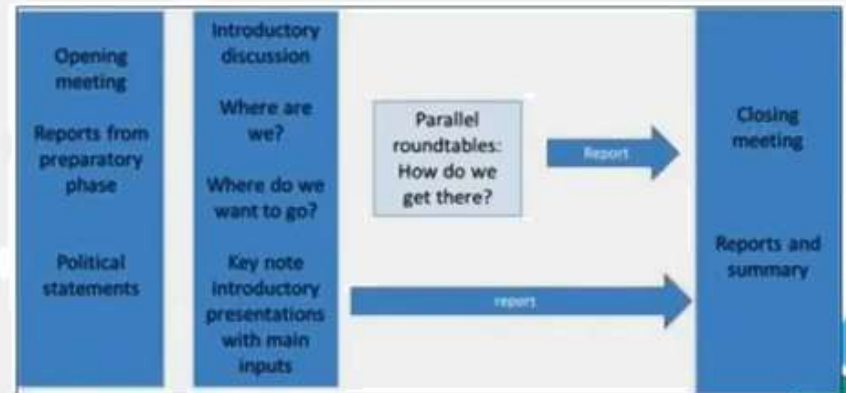 Opening
meeting
Reports from
preparatory
phase
Political
statements
Introductory
discussion
Where are
we?
Where do we
want to go?
Key note
introductory
presentations
with main
inputs
Parallel
roundtables:
How do we
get there?
Report
report
Closing
meeting
Reports and
summary